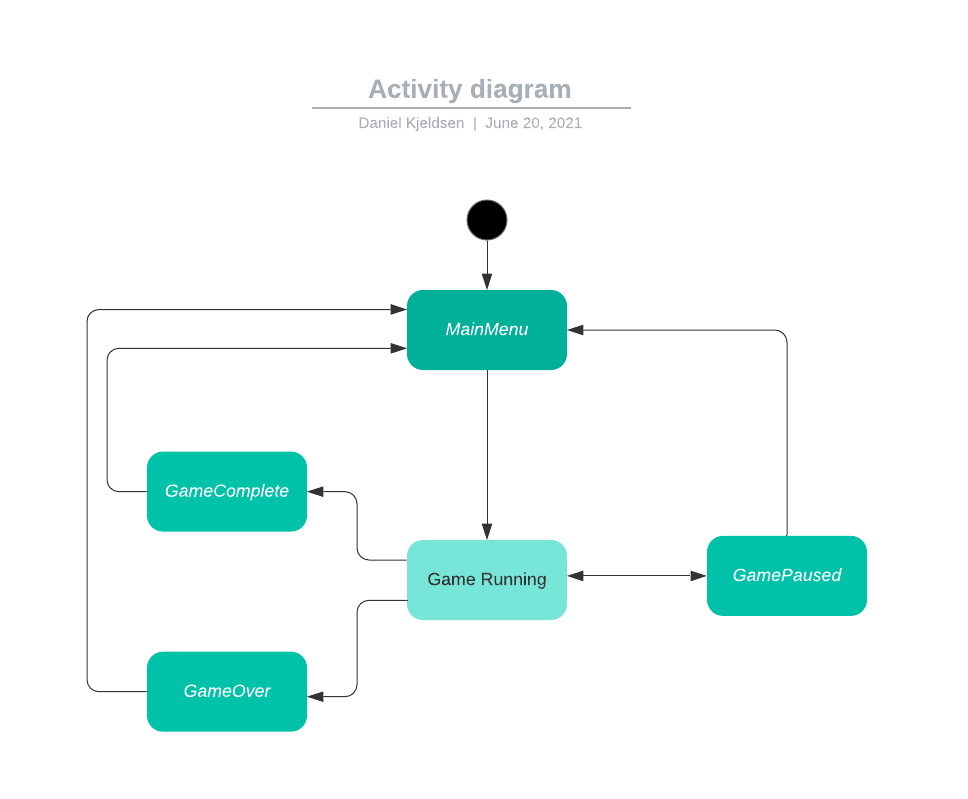 Activity diagram
Daniel Kjeldsen | June 20, 2021
MainMenu
GameComplete
Game Running
GamePaused
GameOver